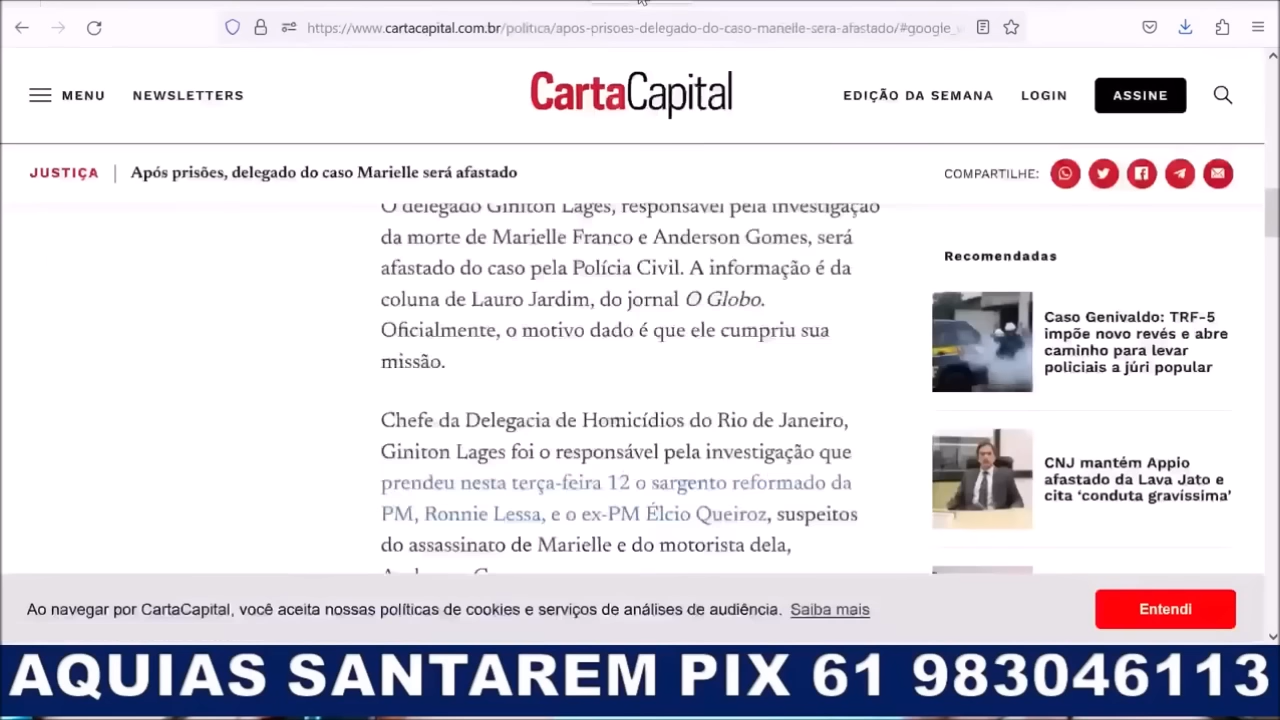 https://www.cartacapital.com.br/politica/apos-prisoes-delegado-do-caso-marielle-sera-afastado/#google_
MENU
NEWSLETTERS
CartaCapital
EDIÇÃO DA SEMANA
LOGIN
ASSINE
JUSTIÇA | Após prisões, delegado do caso Marielle será afastado
COMPARTILHE:
O delegado Giniton Lages, responsável pela investigação
da morte de Marielle Franco e Anderson Gomes, será
afastado do caso pela Polícia Civil. A informação é da
coluna de Lauro Jardim, do jornal O Globo.
Oficialmente, o motivo dado é que ele cumpriu sua
missão.
Chefe da Delegacia de Homicídios do Rio de Janeiro,
Giniton Lages foi o responsável pela investigação que
prendeu nesta terça-feira 12 o sargento reformado da
PM, Ronnie Lessa, e o ex-PM Élcio Queiroz, suspeitos
do assassinato de Marielle e do motorista dela,
Recomendadas
Caso Genivaldo: TRF-5
impõe novo revés e abre
caminho para levar
policiais a júri popular
CNJ mantém Appio
afastado da Lava Jato e
cita ‘conduta gravíssima’
Ao navegar por CartaCapital, você aceita nossas políticas de cookies e serviços de análises de audiência. Saiba mais
Entendi
AQUIAS SANTAREM PIX 61 983046113